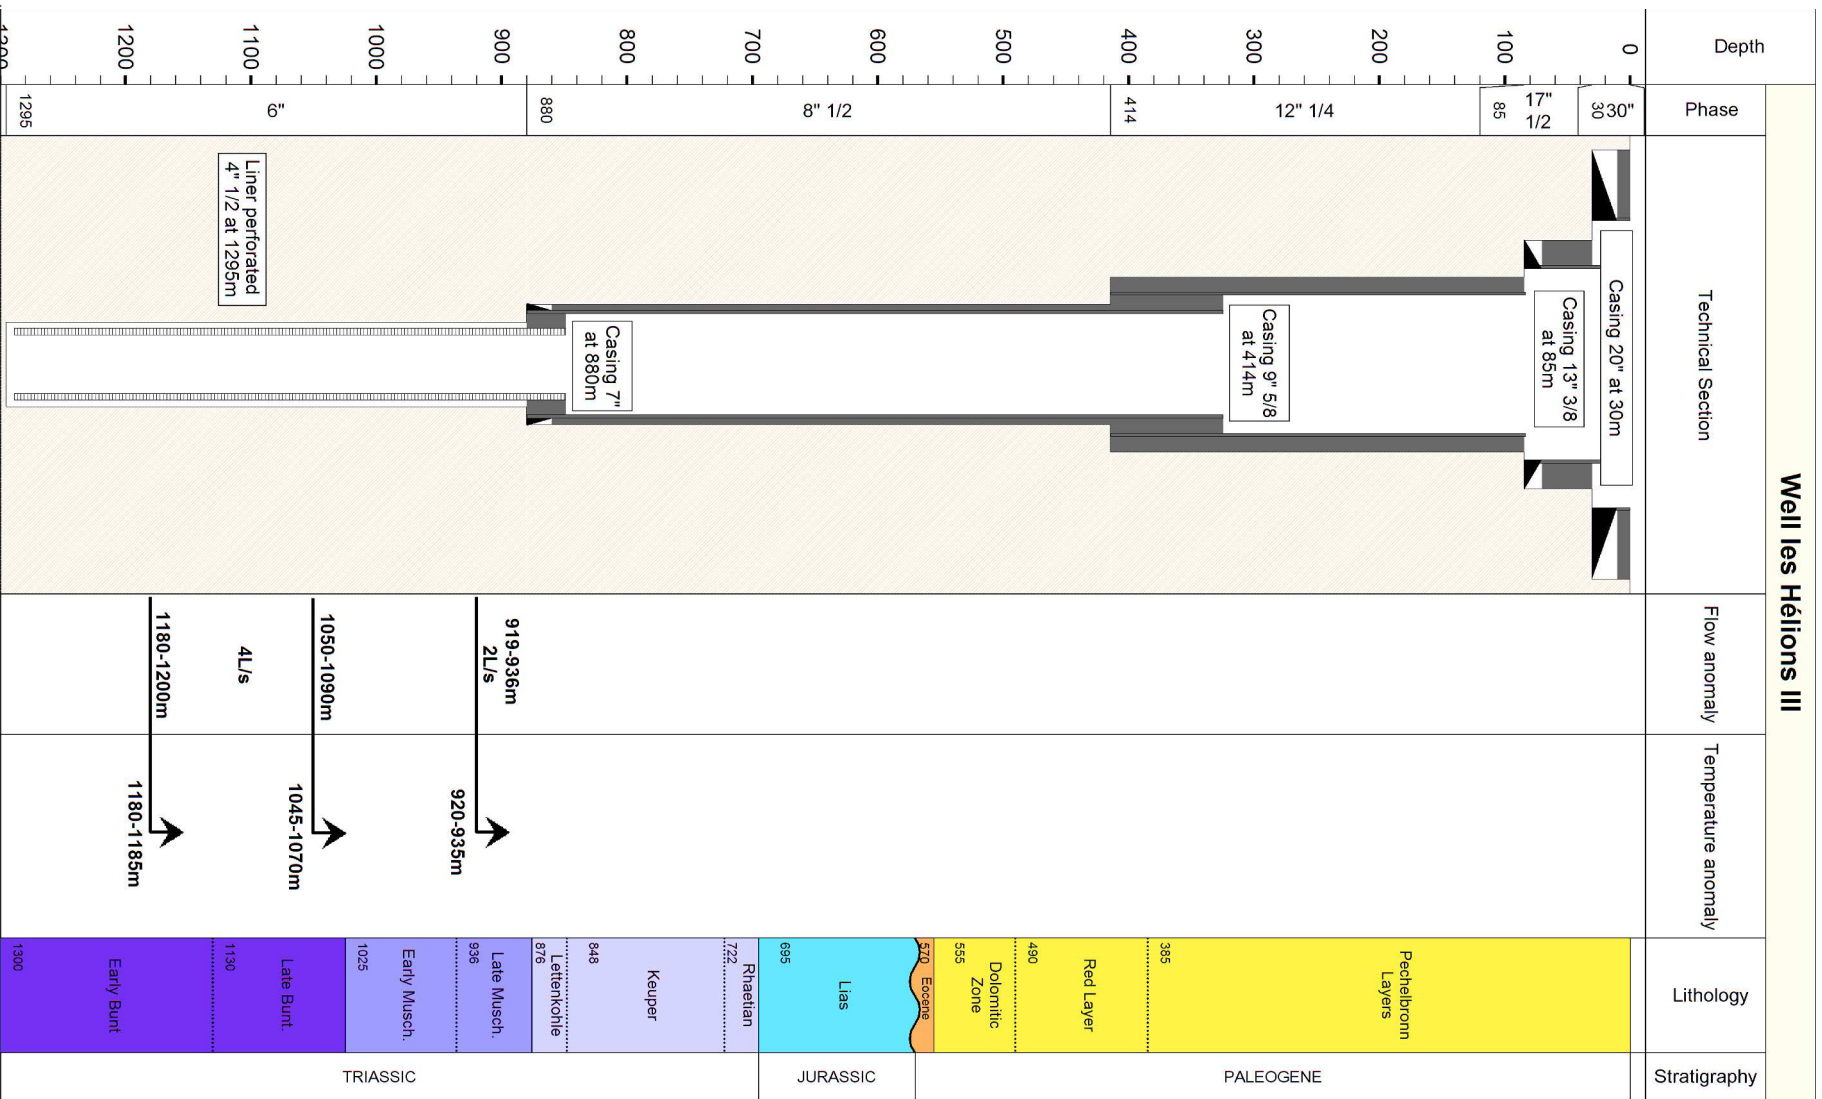 Well les Hélions III
Depth
Phase
Technical Section
Flow anomaly
Temperature anomaly
Lithology
Stratigraphy
0
100
200
300
400
500
600
700
800
900
1000
1100
1200
1300
30"
30
17"
1/2
85
12" 1/4
414
8" 1/2
880
6"
1295
Casing 20" at 30m
Casing 13" 3/8
at 85m
Casing 9" 5/8
at 414m
Casing 7"
at 880m
Liner perforated
4" 1/2 at 1295m
919-936m
2L/s
1050-1090m
4L/s
1180-1200m
920-935m
1045-1070m
1180-1185m
Pechelbronn
Layers
385
Red Layer
490
Dolomitic
Zone
555
Eocene
570
Lias
695
Rhaetian
722
Keuper
848
Lettenkohle
876
Late Musch.
936
Early Musch.
1025
Late Bunt.
1130
Early Bunt
1300
PALEOGENE
JURASSIC
TRIASSIC